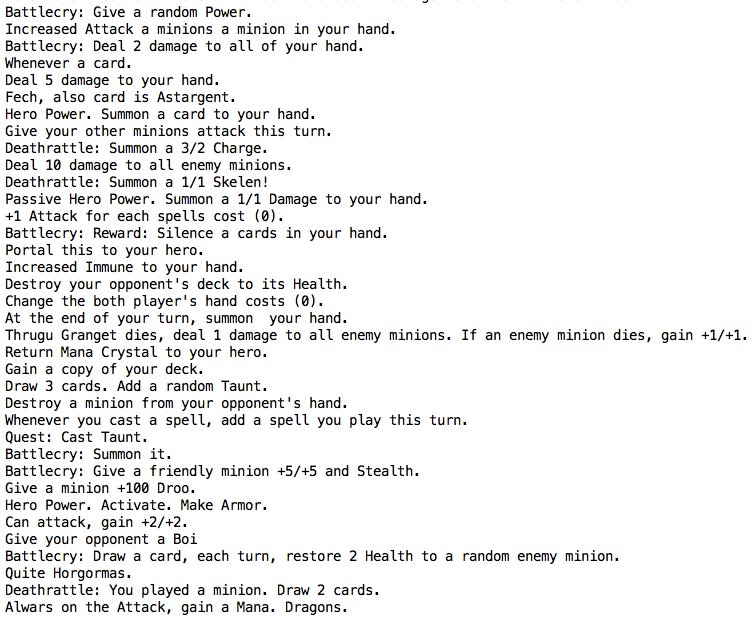 Battlecry: Give a random Power.
Increased Attack a minions a minion in your hand.
Battlecry: Deal 2 damage to all of your hand.
Whenever a card.
Deal 5 damage to your hand.
Fech, also card is Astargent.
Hero Power. Summon a card to your hand.
Give your other minions attack this turn.
Deathrattle: Summon a 3/2 Charge.
Deal 10 damage to all enemy minions.
Deathrattle: Summon a 1/1 Skelen!
Passive Hero Power. Summon a 1/1 Damage to your hand.
+1 Attack for each spells cost (0).
Battlecry: Reward: Silence a cards in your hand.
Portal this to your hero.
Increased Immune to your hand.
Destroy your opponent's deck to its Health.
Change the both player's hand costs (0).
At the end of your turn, summon  your hand.
Thrugu Granget dies, deal 1 damage to all enemy minions. If an enemy minion dies, gain +1/+1.
Return Mana Crystal to your hero.
Gain a copy of your deck.
Draw 3 cards. Add a random Taunt.
Destroy a minion from your opponent's hand.
Whenever you cast a spell, add a spell you play this turn.
Quest: Cast Taunt.
Battlecry: Summon it.
Battlecry: Give a friendly minion +5/+5 and Stealth.
Give a minion +100 Droo.
Hero Power. Activate. Make Armor.
Can attack, gain +2/+2.
Give your opponent a Boi
Battlecry: Draw a card, each turn, restore 2 Health to a random enemy minion.
Quite Horgormas.
Deathrattle: You played a minion. Draw 2 cards.
Alwars on the Attack, gain a Mana. Dragons.